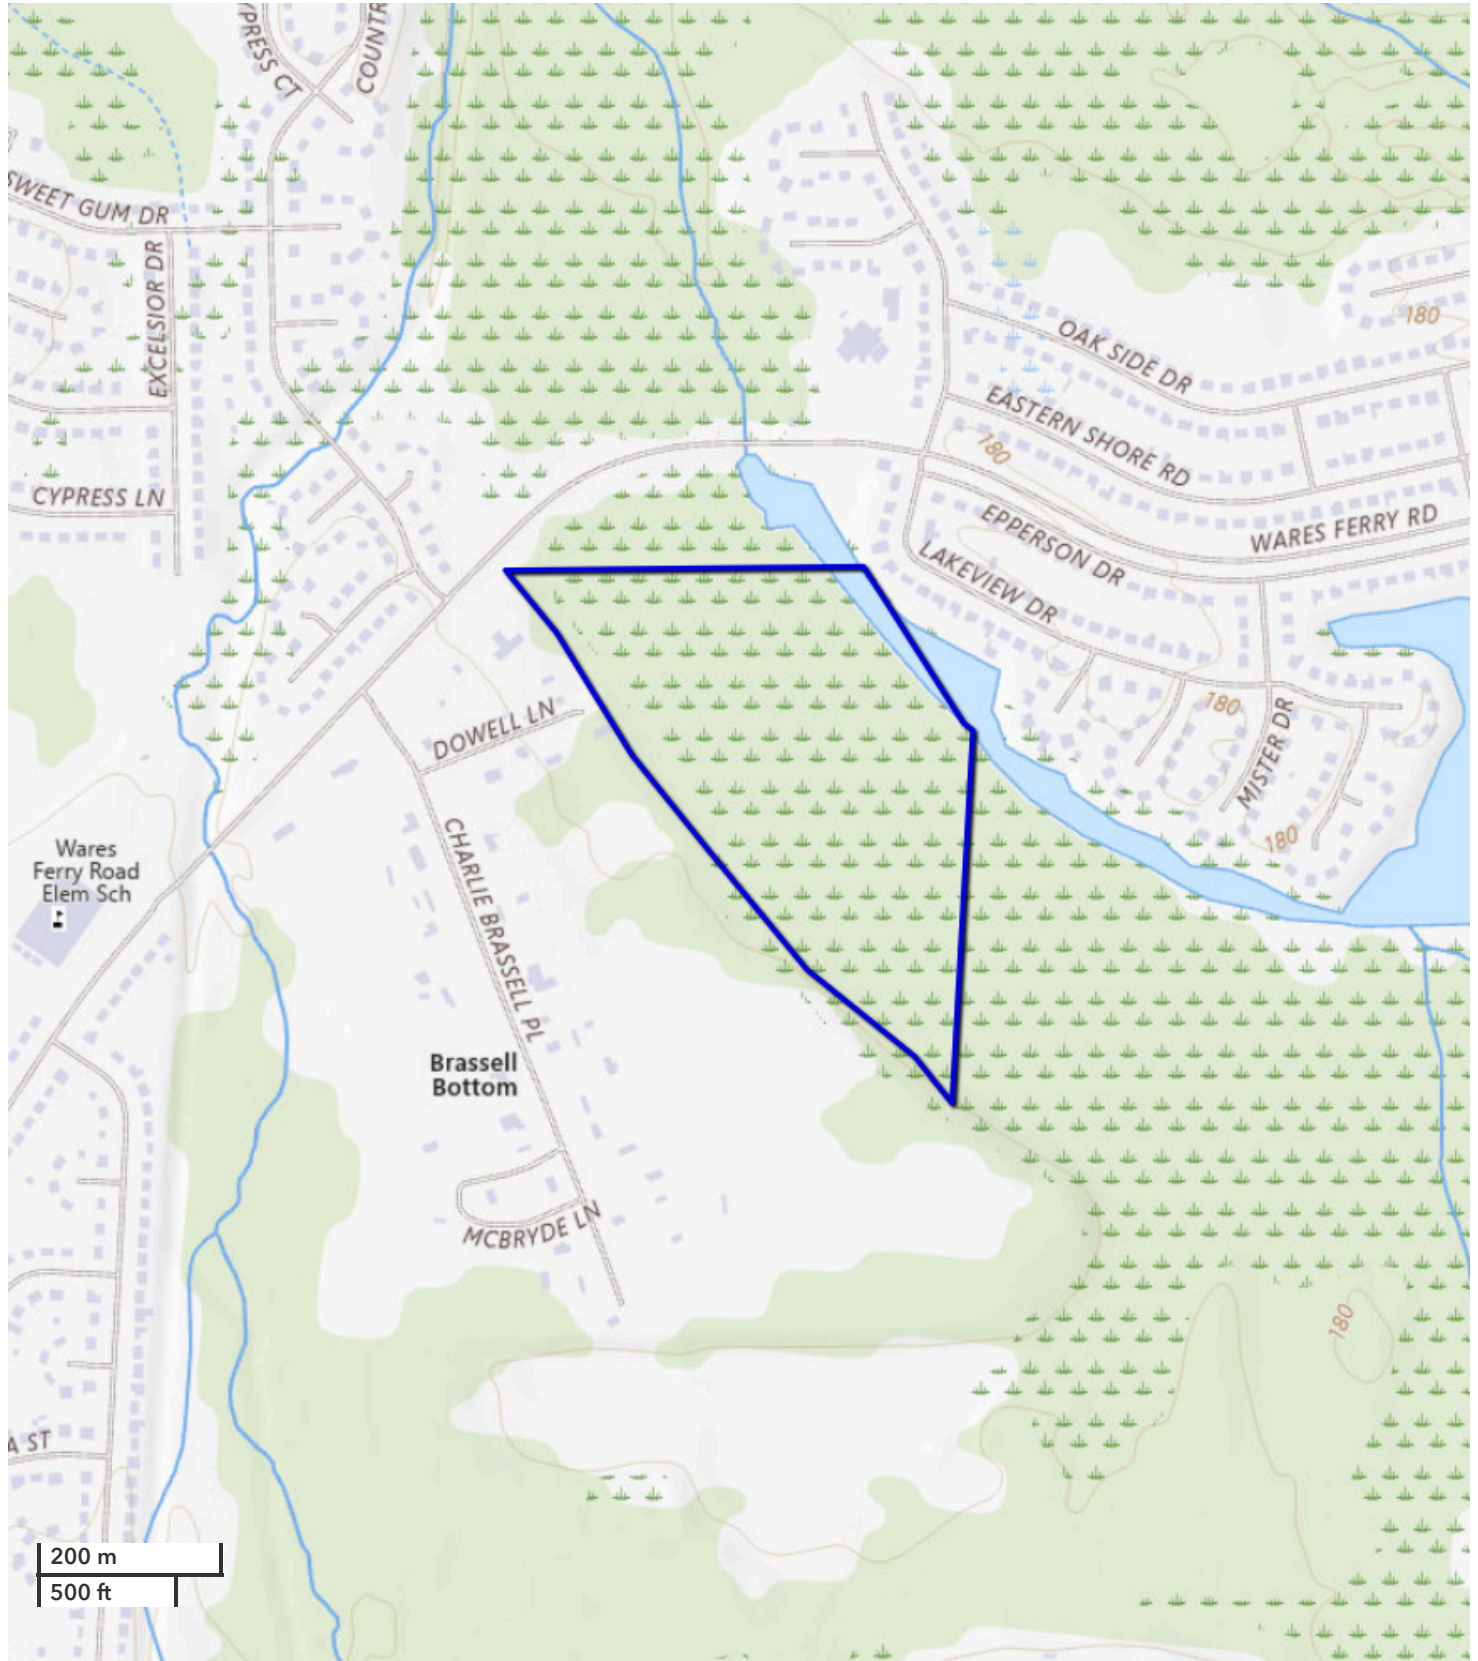 YPRESS CT
COUNTR
SWEET GUM DR
EXCELSIOR DR
180
OAK SIDE DR
EASTERN SHORE RD
180
CYPRESS LN
WARES FERRY RD
EPPERSON DR
LAKEVIEW DR
180
MISTER DR
DOWELL LN
180
Wares
Ferry Road
Elem Sch
CHARLIE BRASSELL PL
Brassell
Bottom
MCBRYDE LN
180
A ST
200 m
500 ft